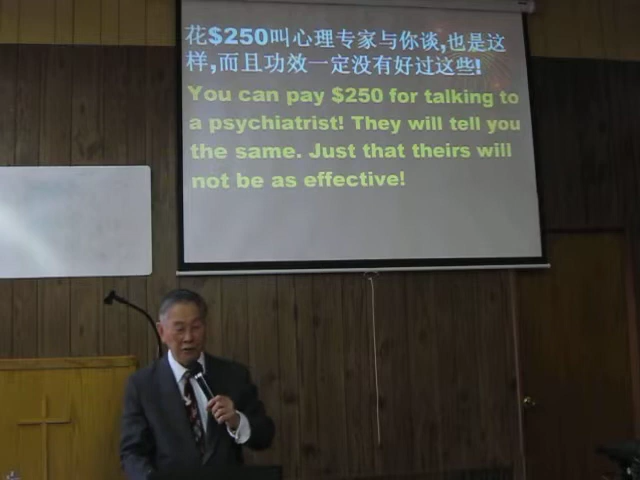 花$250叫心理专家与你谈,也是这
样,而且功效一定没有好过这些!
You can pay $250 for talking to
a psychiatrist! They will tell you
the same. Just that theirs will
not be as effective!